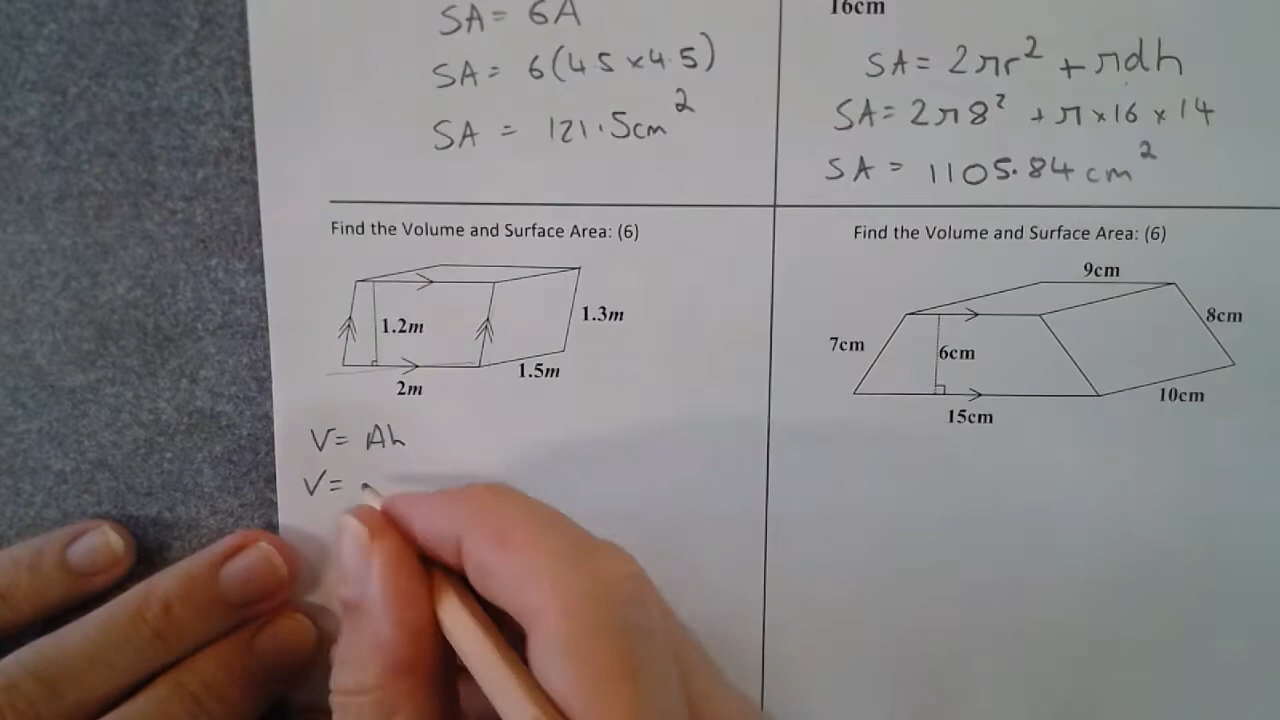 SA = 6A
SA = 6(4.5 × 4.5)
SA = 121.5cm²
16cm
SA = 2πr² + πdh
SA = 2π8² + π × 16 × 14
SA = 1105.84 cm²
Find the Volume and Surface Area: (6)
1.2m
1.3m
2m
1.5m
V = Ah
V =
Find the Volume and Surface Area: (6)
9cm
7cm
6cm
8cm
15cm
10cm